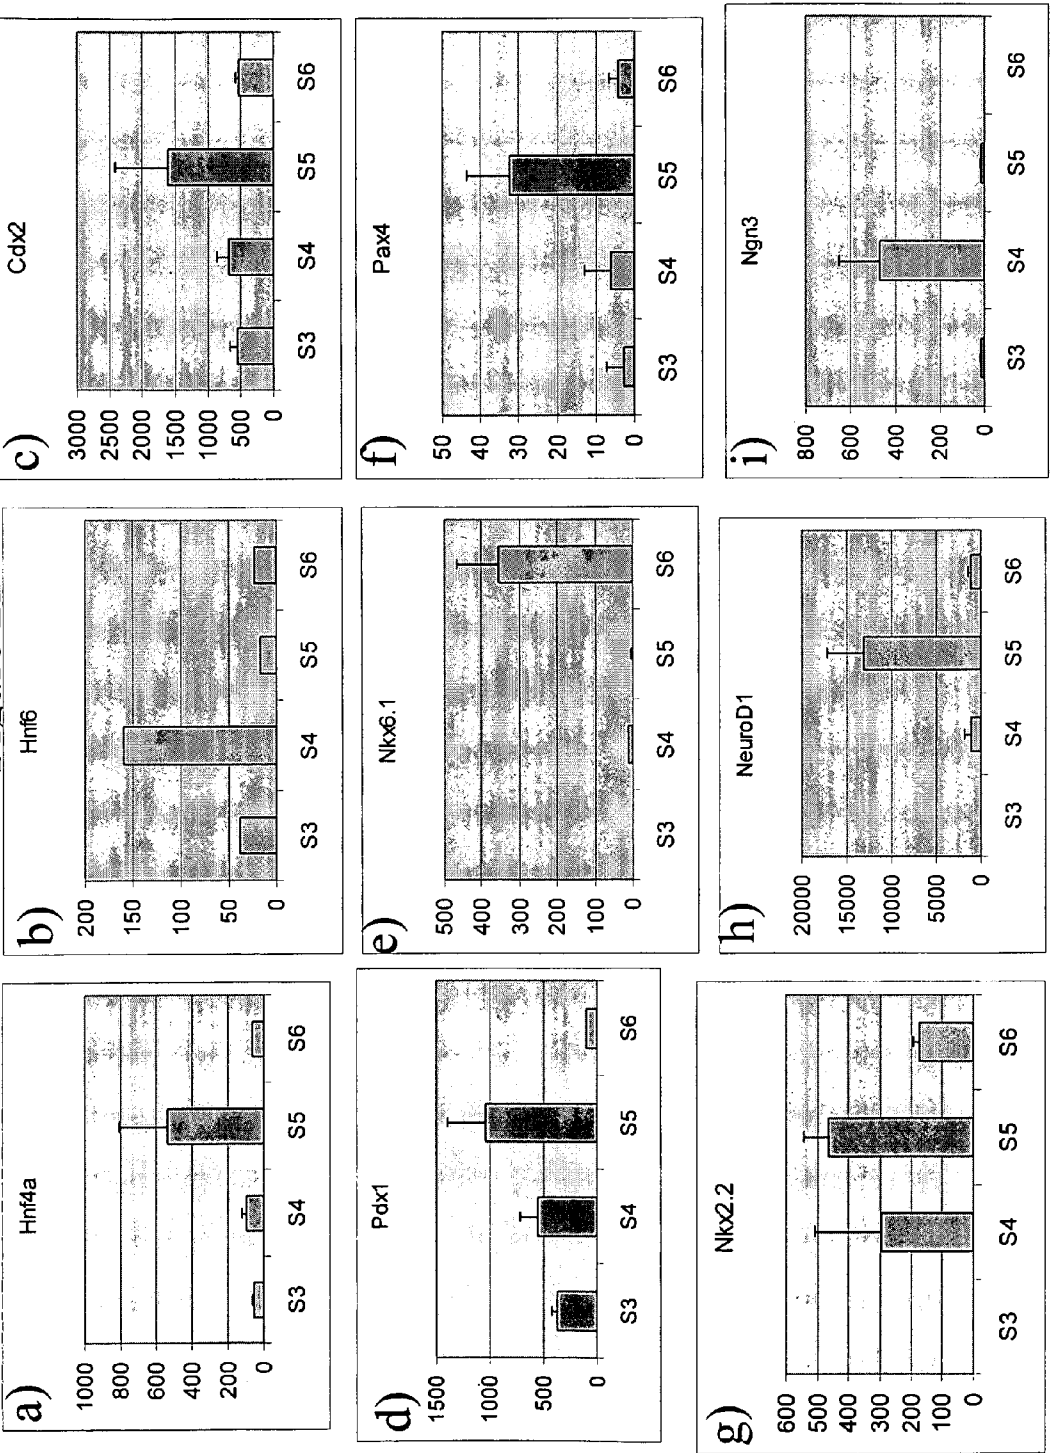 a)
Hnf4a
1000
800
600
400
200
0
S3 S4 S5 S6
b)
Hnf6
200
150
100
50
0
S3 S4 S5 S6
c)
Cdx2
3000
2500
2000
1500
1000
500
0
S3 S4 S5 S6
d)
Pdx1
1500
1000
500
0
S3 S4 S5 S6
e)
Nkx6.1
500
400
300
200
100
0
S3 S4 S5 S6
f)
Pax4
50
40
30
20
10
0
S3 S4 S5 S6
g)
Nkx2.2
600
500
400
300
200
100
0
S3 S4 S5 S6
h)
NeuroD1
20000
15000
10000
5000
0
S3 S4 S5 S6
i)
Ngn3
800
600
400
200
0
S3 S4 S5 S6